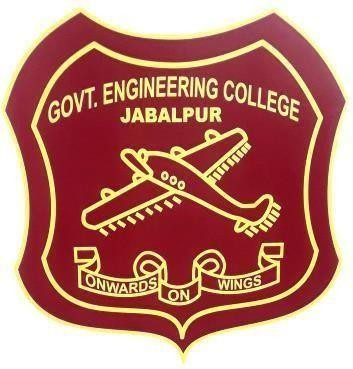 GOVT. ENGINEERING COLLEGE
JABALPUR
ONWARDS ON WINGS